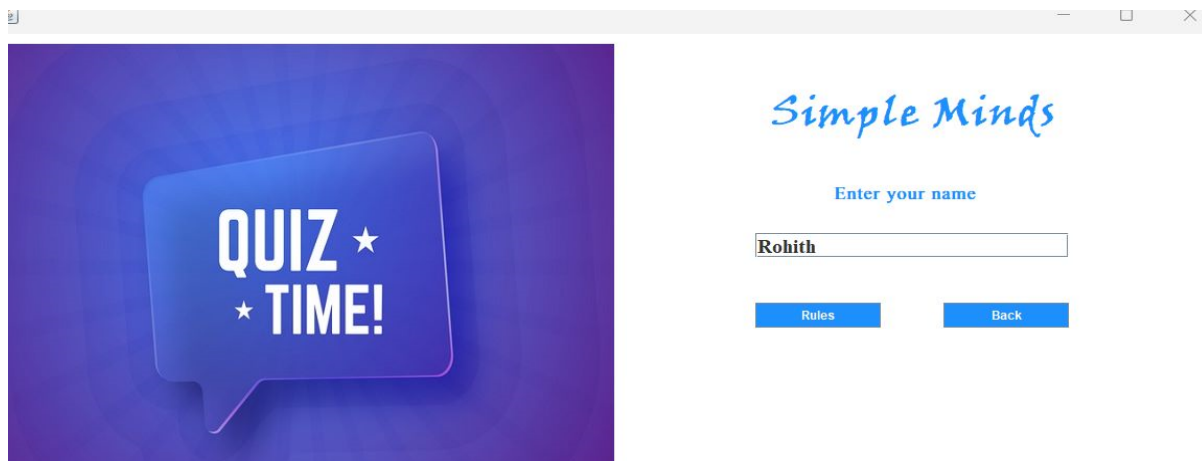 QUIZ
TIME!
Simple Minds
Enter your name
Rohith
Rules
Back